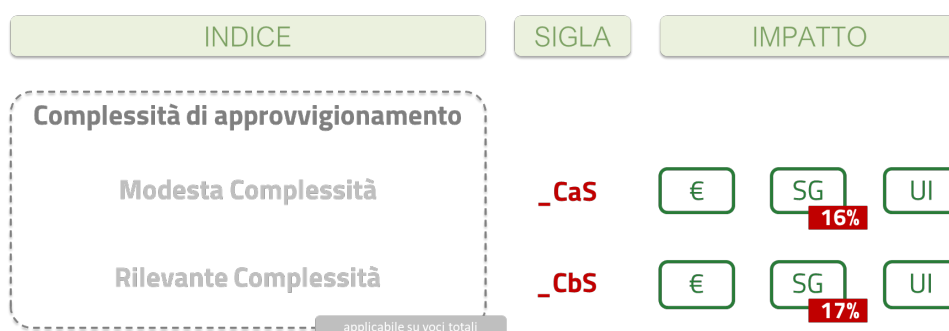 INDICE SIGLA IMPATTO
Complessità di approvvigionamento
Modesta Complessità _CaS € SG UI
16%
Rilevante Complessità _CbS € SG UI
17%
applicabile su voci totali